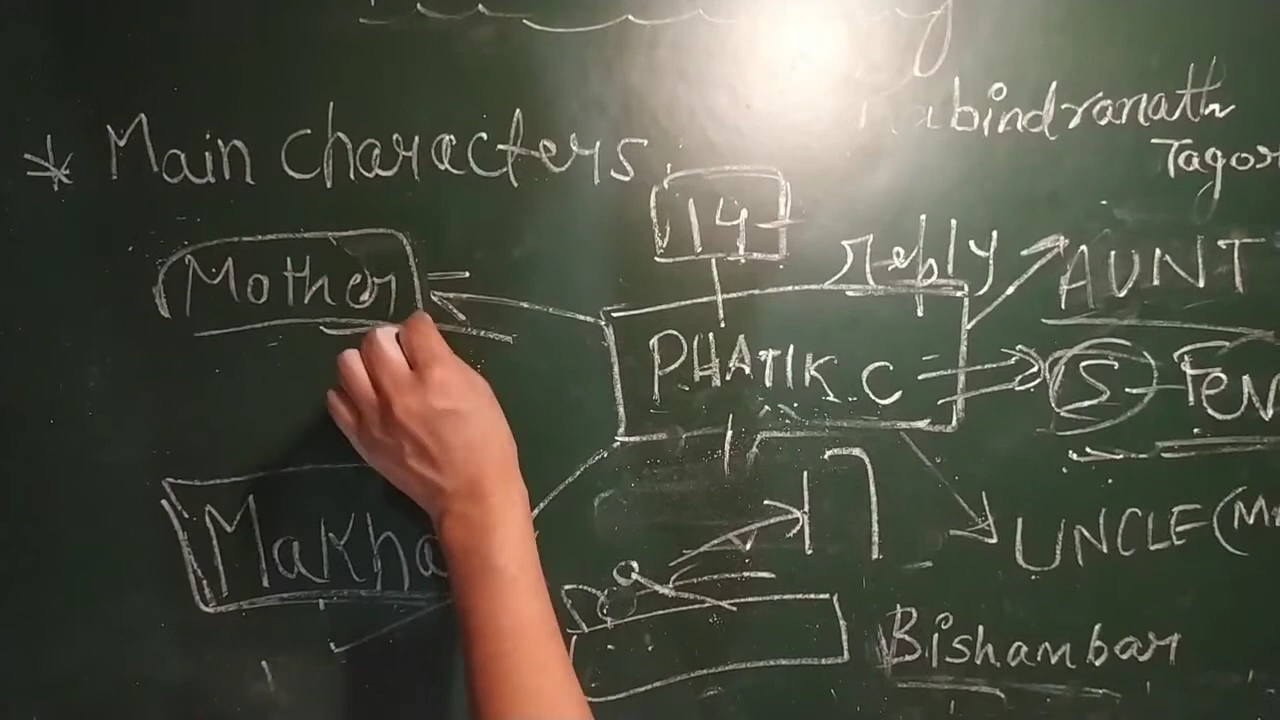 Rabindranath
Tagor
* Main characters
14
Mother
reply
AUNT
PHATIK C
S - Fev
Makha
UNCLE (M
Bishambar